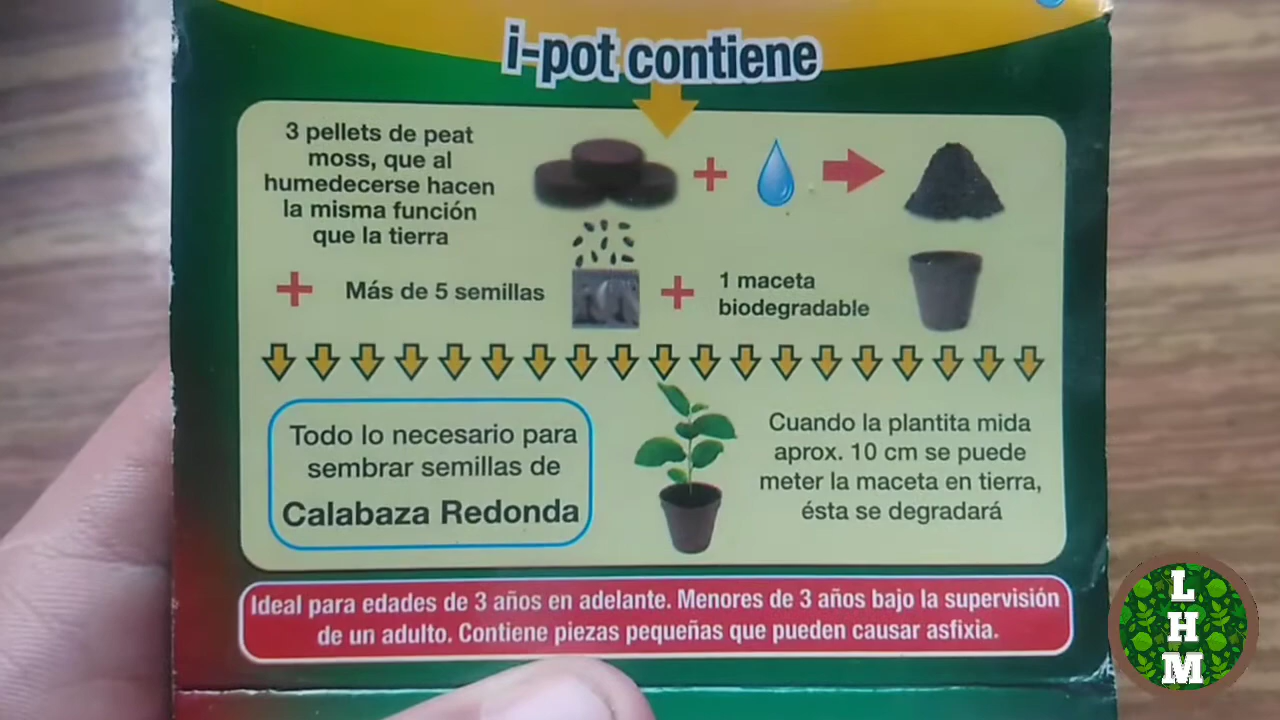 i-pot contiene
3 pellets de peat
moss, que al
humedecerse hacen
la misma función
que la tierra
Más de 5 semillas
1 maceta
biodegradable
Todo lo necesario para
sembrar semillas de
Calabaza Redonda
Cuando la plantita mida
aprox. 10 cm se puede
meter la maceta en tierra,
ésta se degradará
Ideal para edades de 3 años en adelante. Menores de 3 años bajo la supervisión
de un adulto. Contiene piezas pequeñas que pueden causar asfixia.
L
H
M